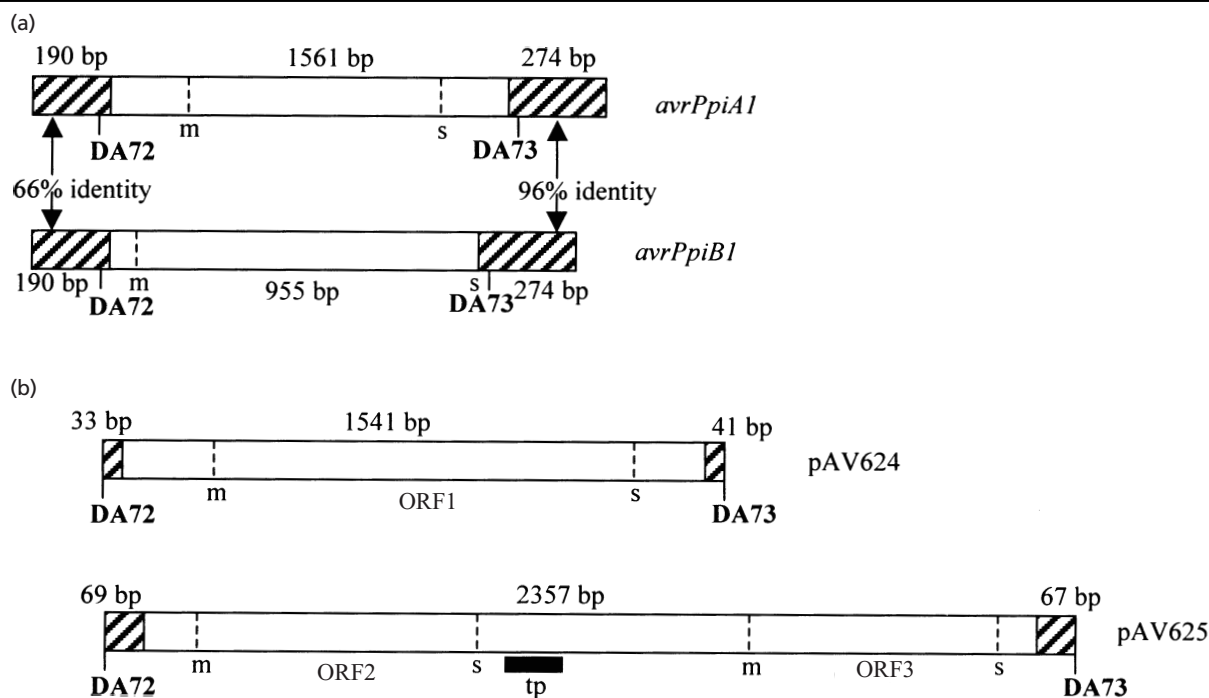 (a)
190 bp 1561 bp 274 bp
avrPpiA1
m s
DA72 DA73
66% identity 96% identity
avrPpiB1
190 bp m 955 bp s 274 bp
DA72 DA73
(b)
33 bp 1541 bp 41 bp
pAV624
m ORF1 s
DA72 DA73
69 bp 2357 bp 67 bp
pAV625
m ORF2 s m ORF3 s
DA72 tp DA73